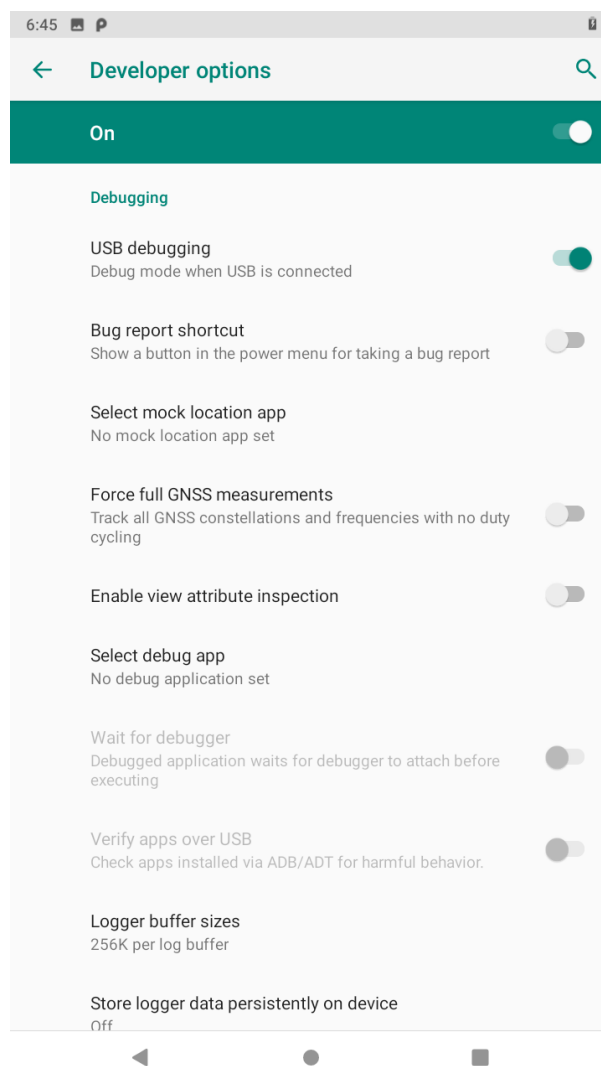 6:45
Developer options
On
Debugging
USB debugging
Debug mode when USB is connected
Bug report shortcut
Show a button in the power menu for taking a bug report
Select mock location app
No mock location app set
Force full GNSS measurements
Track all GNSS constellations and frequencies with no duty
cycling
Enable view attribute inspection
Select debug app
No debug application set
Wait for debugger
Debugged application waits for debugger to attach before
executing
Verify apps over USB
Check apps installed via ADB/ADT for harmful behavior.
Logger buffer sizes
256K per log buffer
Store logger data persistently on device
Off